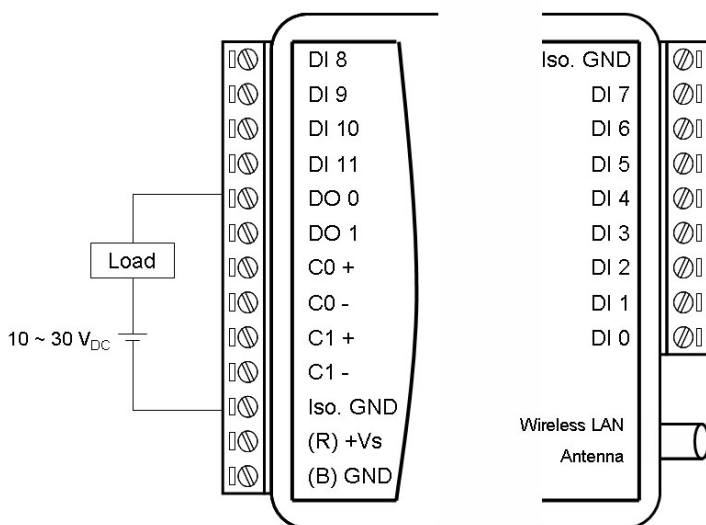 DI 8
DI 9
DI 10
DI 11
DO 0
DO 1
C0 +
C0 -
C1 +
C1 -
Iso. GND
(R) +Vs
(B) GND
Load
10 ~ 30 VDC
Iso. GND
DI 7
DI 6
DI 5
DI 4
DI 3
DI 2
DI 1
DI 0
Wireless LAN
Antenna